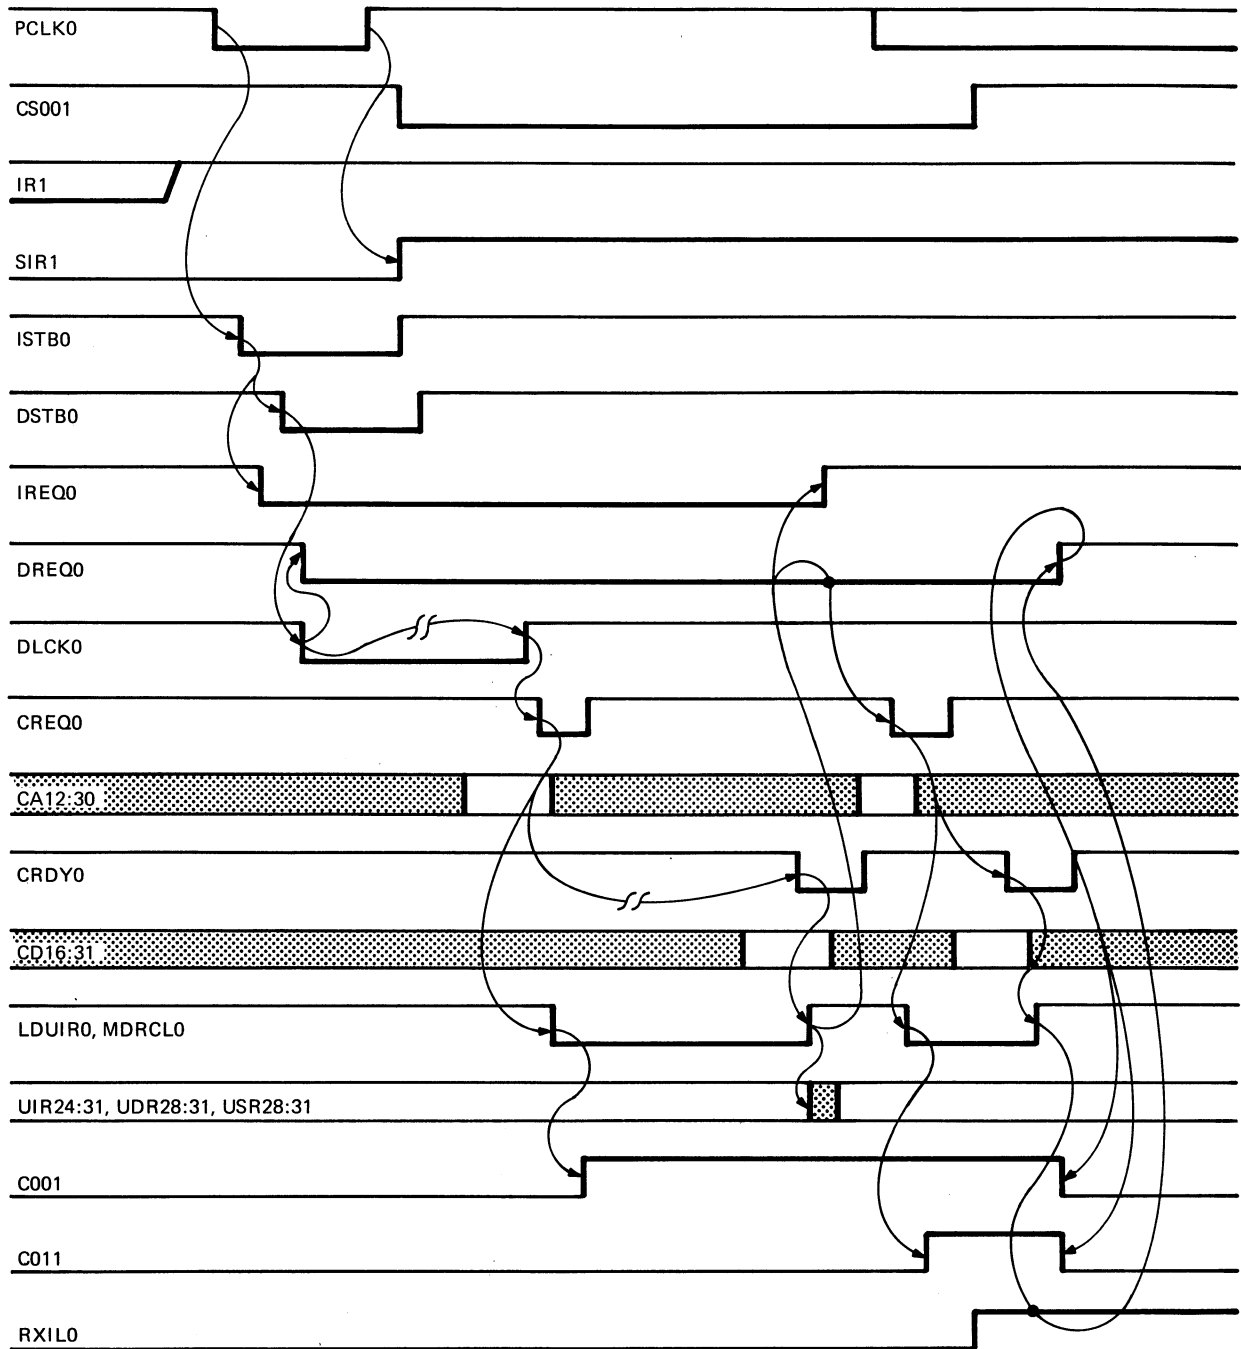 PCLK0
CS001
IR1
SIR1
ISTB0
DSTB0
IREQ0
DREQ0
DLCK0
CREQ0
CA12:30
CRDY0
CD16:31
LDUIR0, MDRCL0
UIR24:31, UDR28:31, USR28:31
C001
C011
RXIL0